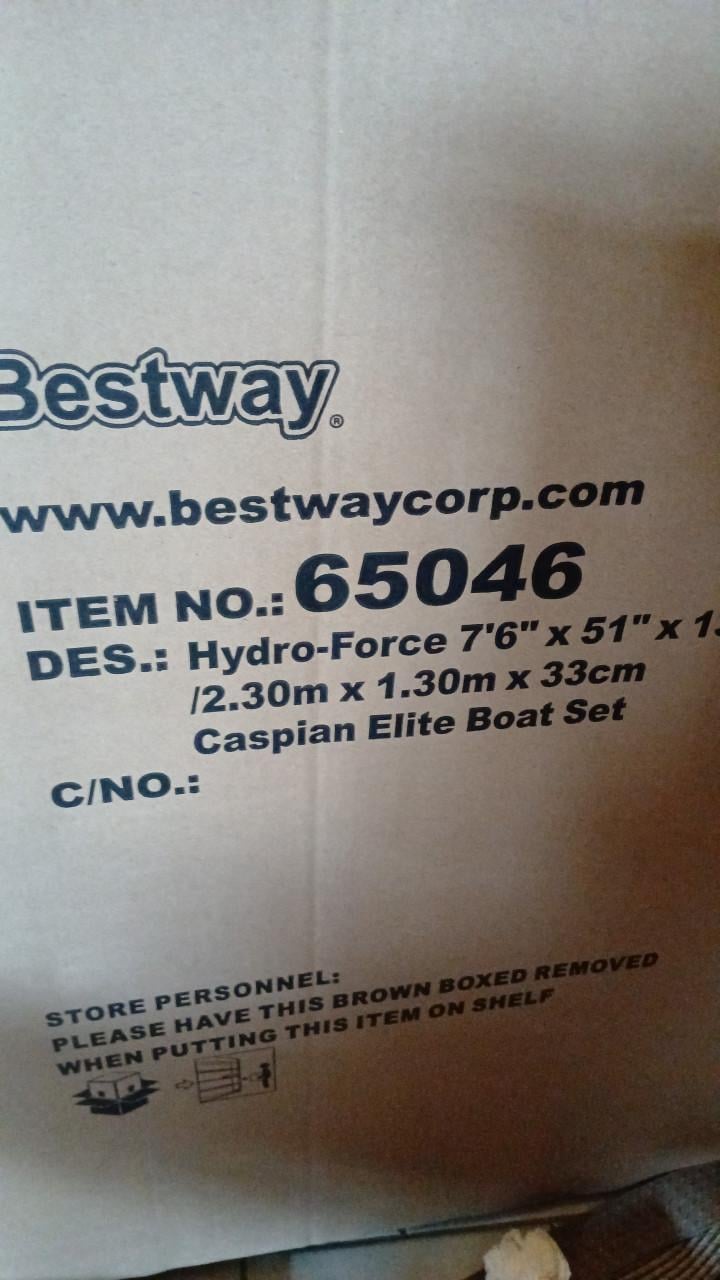 Bestway®
www.bestwaycorp.com
ITEM NO.: 65046
DES.: Hydro-Force 7'6" x 51" x
/2.30m x 1.30m x 33cm
Caspian Elite Boat Set
C/NO.:
STORE PERSONNEL:
PLEASE HAVE THIS BROWN BOXED REMOVED
WHEN PUTTING THIS ITEM ON SHELF